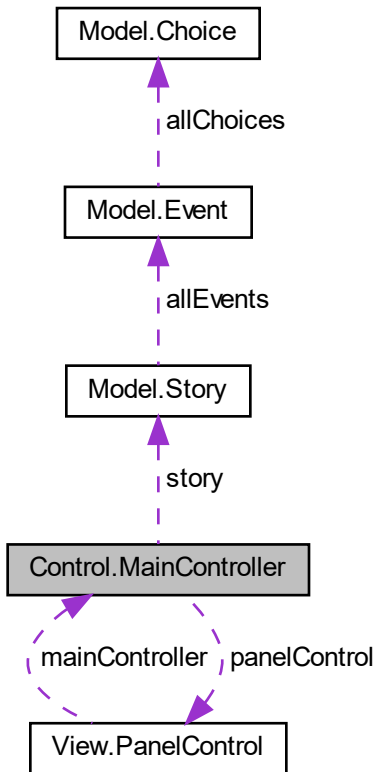 Model.Choice
allChoices
Model.Event
allEvents
Model.Story
story
Control.MainController
mainController
panelControl
View.PanelControl